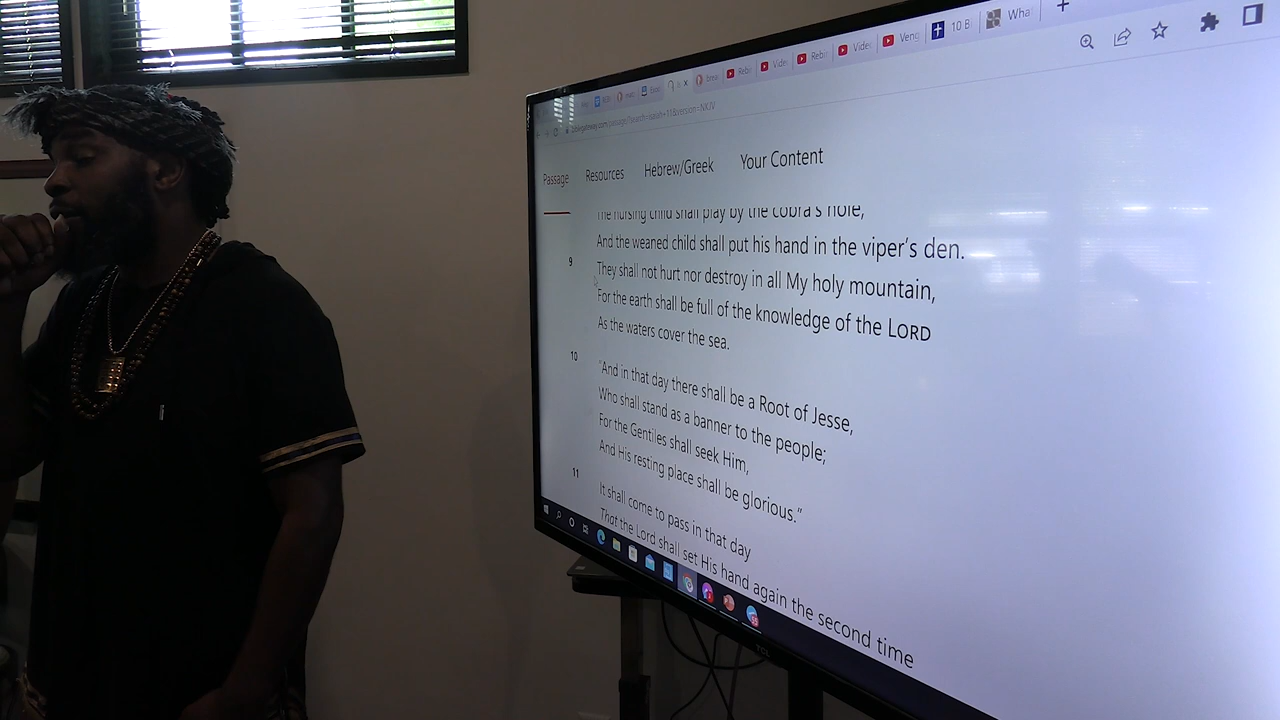 10 B
Wha
Passage
Resources
Hebrew/Greek
Your Content
The nursing child shall play by the cobra's hole,
And the weaned child shall put his hand in the viper's den.
9
They shall not hurt nor destroy in all My holy mountain,
For the earth shall be full of the knowledge of the LORD
As the waters cover the sea.
10
"And in that day there shall be a Root of Jesse,
Who shall stand as a banner to the people;
For the Gentiles shall seek Him,
And His resting place shall be glorious."
11
It shall come to pass in that day
That the Lord shall set His hand again the second time
TCL